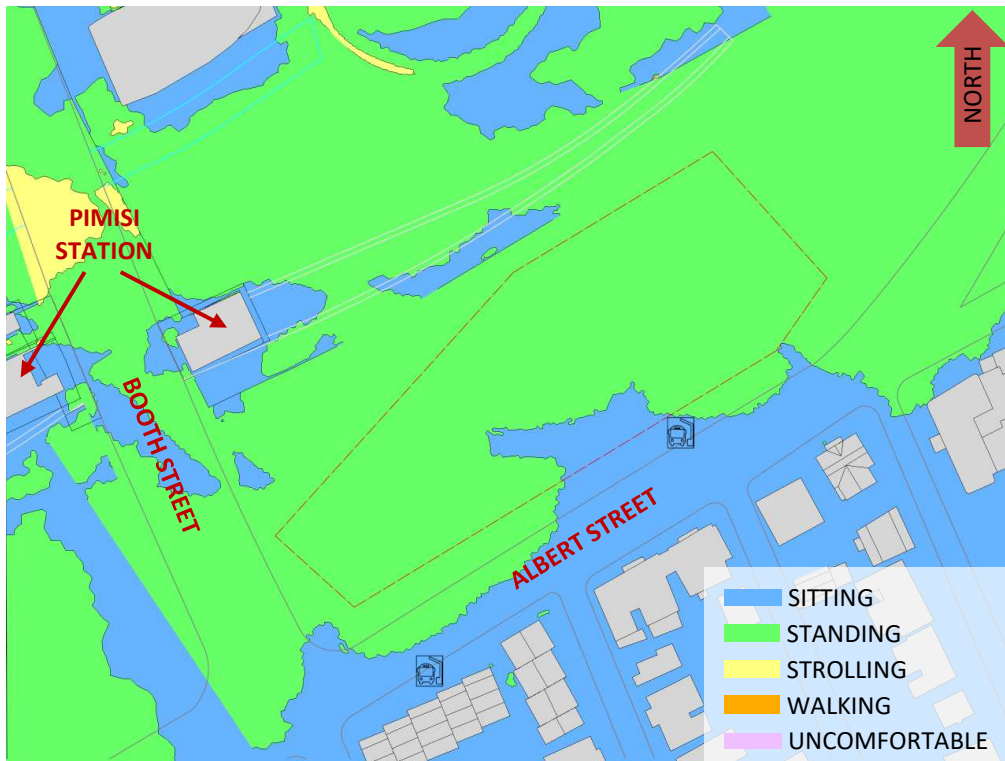 NORTH
PIMISI
STATION
BOOTH STREET
ALBERT STREET
SITTING
STANDING
STROLLING
WALKING
UNCOMFORTABLE